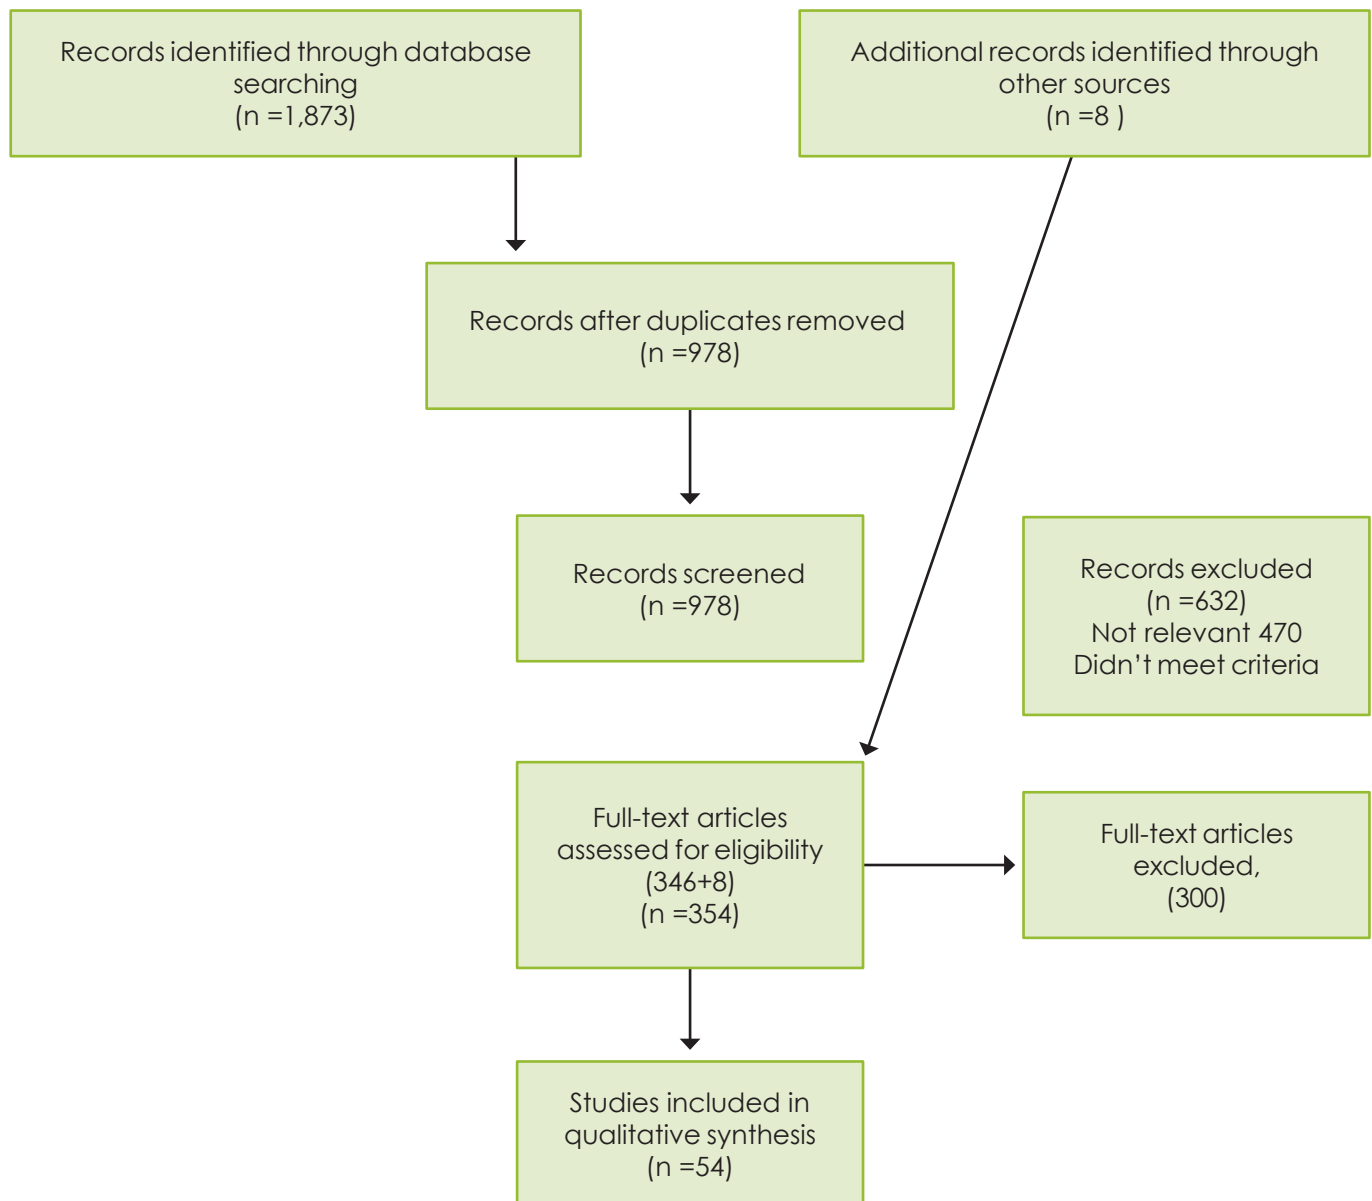 Records identified through database
searching
(n =1,873)
Additional records identified through
other sources
(n =8 )
Records after duplicates removed
(n =978)
Records screened
(n =978)
Records excluded
(n =632)
Not relevant 470
Didn’t meet criteria
Full-text articles
assessed for eligibility
(346+8)
(n =354)
Full-text articles
excluded,
(300)
Studies included in
qualitative synthesis
(n =54)